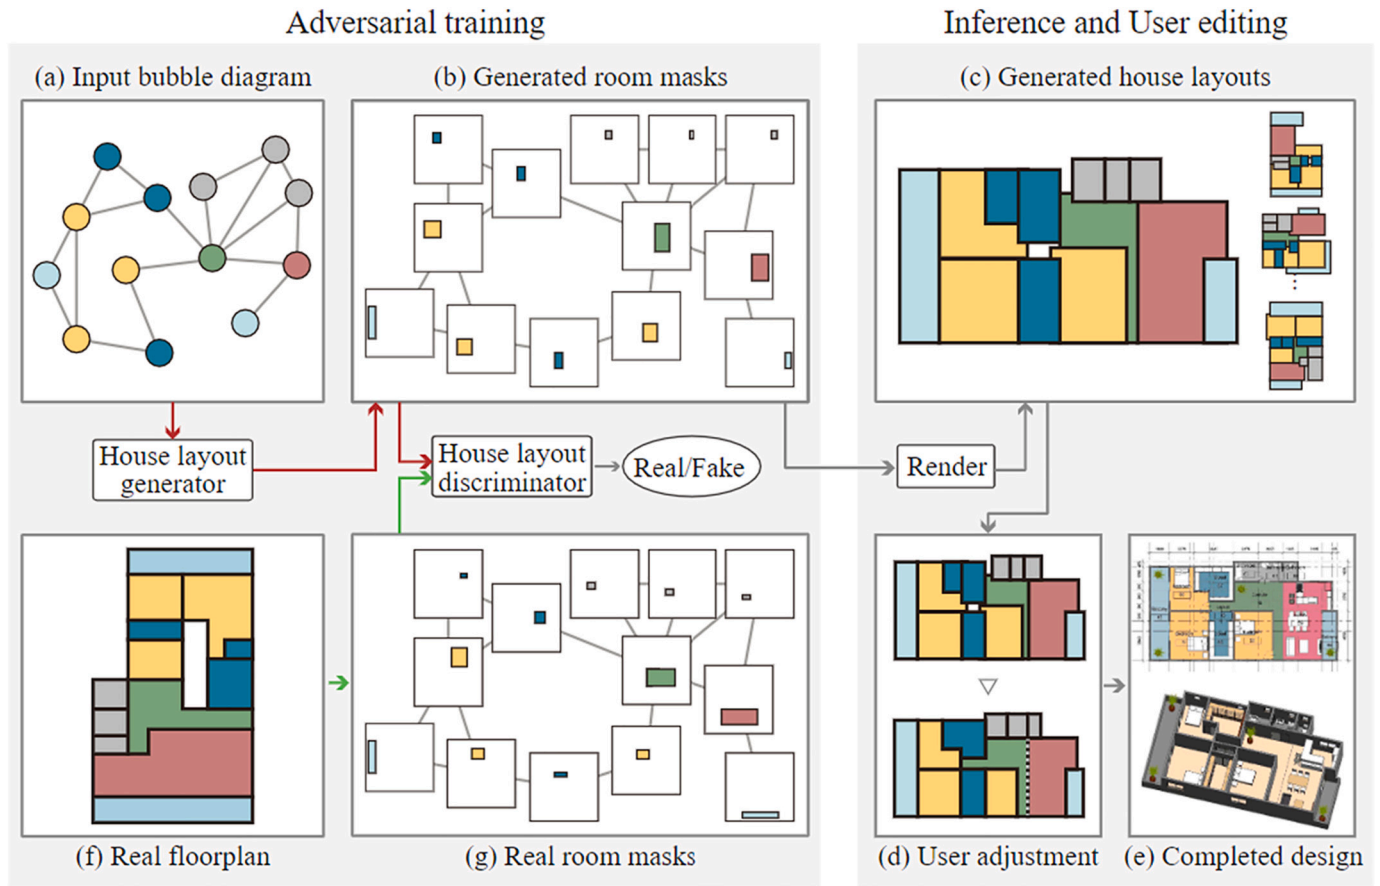 Adversarial training
Inference and User editing
(a) Input bubble diagram
(b) Generated room masks
(c) Generated house layouts
House layout
generator
House layout
discriminator
Real/Fake
Render
(f) Real floorplan
(g) Real room masks
(d) User adjustment
(e) Completed design